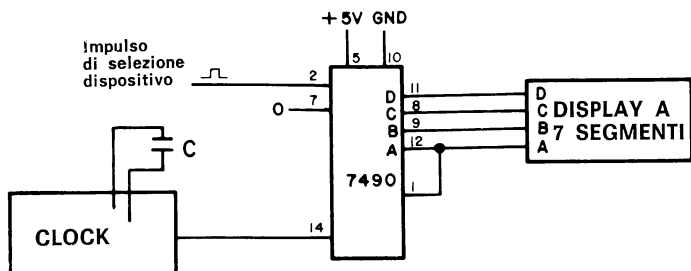 +5V GND
Impulso
di selezione
dispositivo
5 10
2
7
O
D 11 D
C 8 C
B 9 B
A 12 A
DISPLAY A
7 SEGMENTI
7490
1
C
CLOCK
14